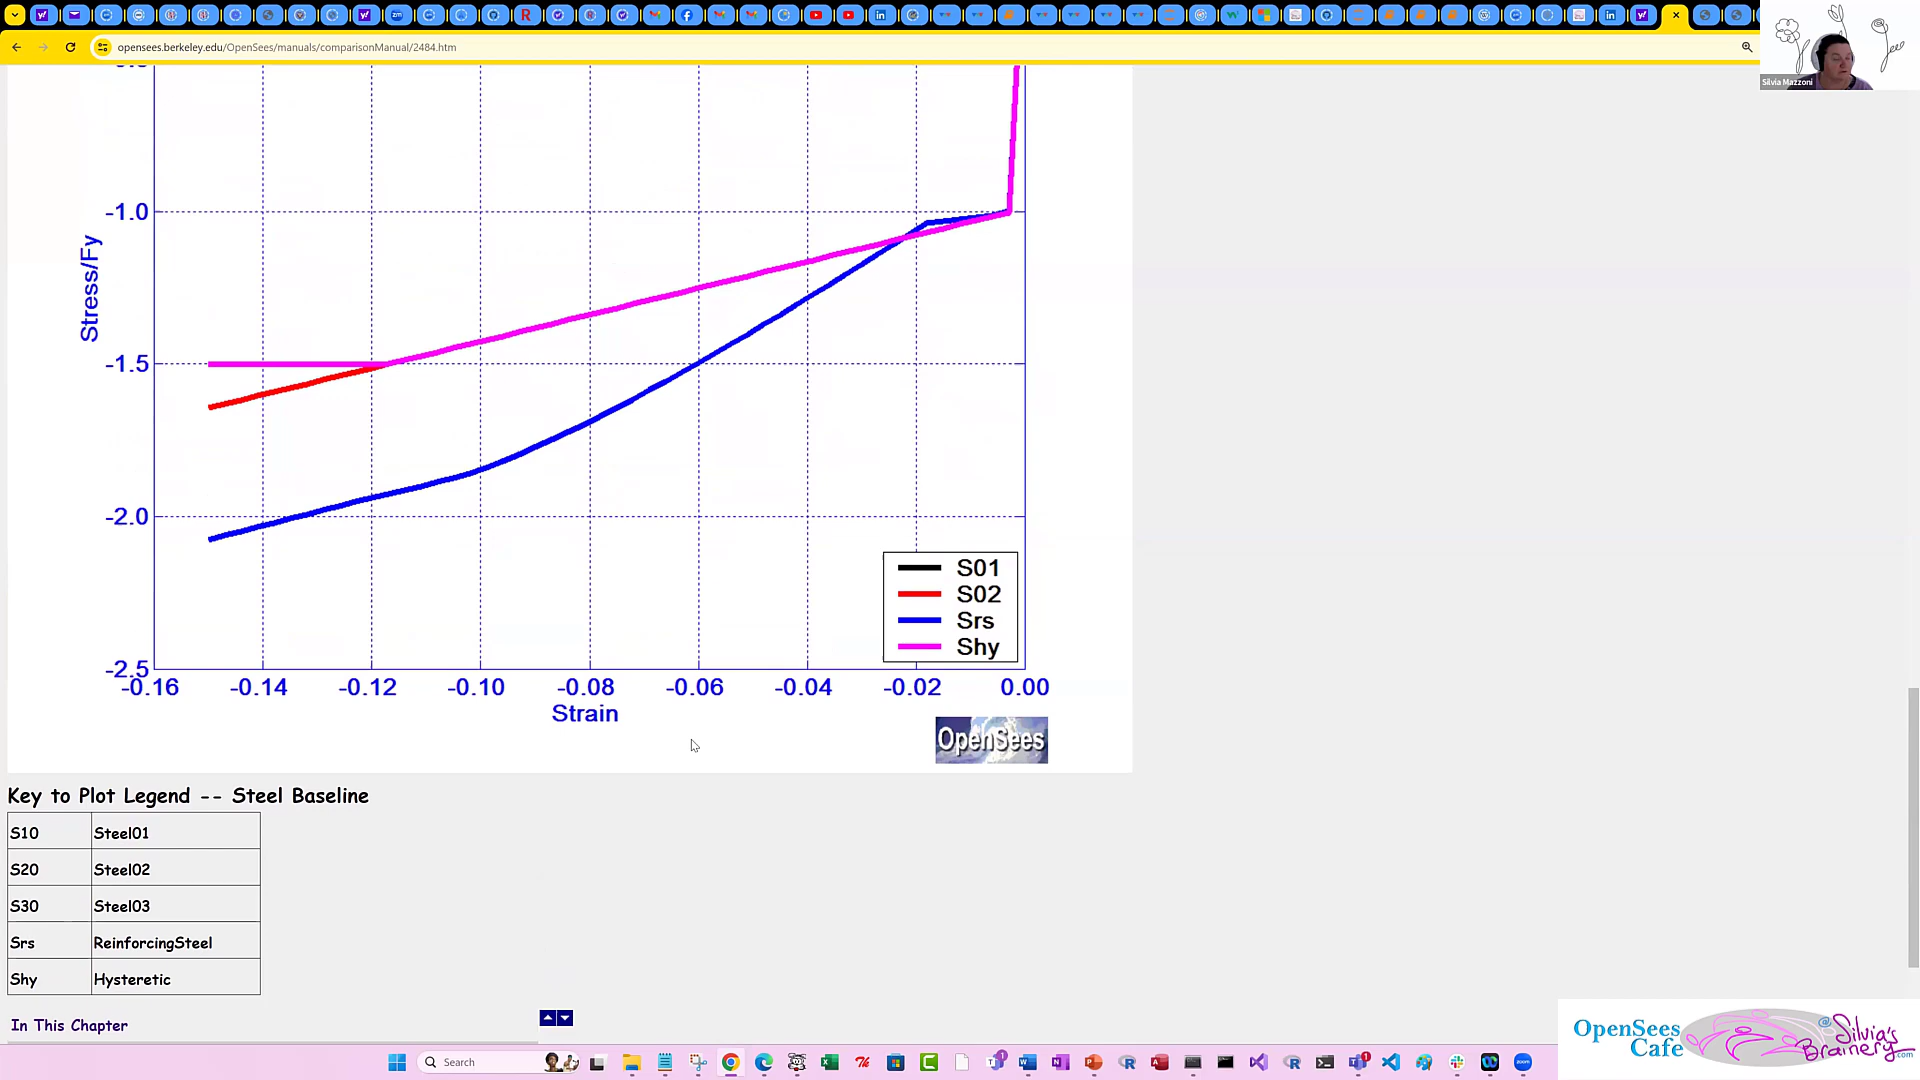 opensees.berkeley.edu/OpenSees/manuals/comparisonManual/2484.htm
Silvia Mazzoni
-1.0
-1.5
-2.0
-2.5
Stress/Fy
S01
S02
Srs
Shy
-0.16 -0.14 -0.12 -0.10 -0.08 -0.06 -0.04 -0.02 0.00
Strain
OpenSees
Key to Plot Legend -- Steel Baseline
S10 Steel01
S20 Steel02
S30 Steel03
Srs ReinforcingSteel
Shy Hysteretic
In This Chapter
OpenSees
Cafe
Silvia's
Brainery.com
Search